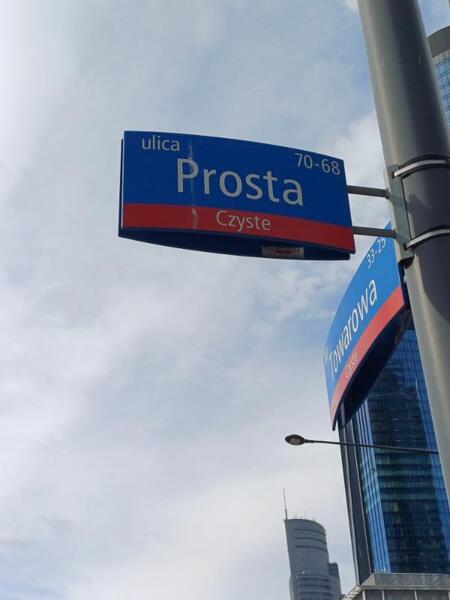 ulica
70-68
Prosta
Czyste
33-25
Towarowa
Czyste